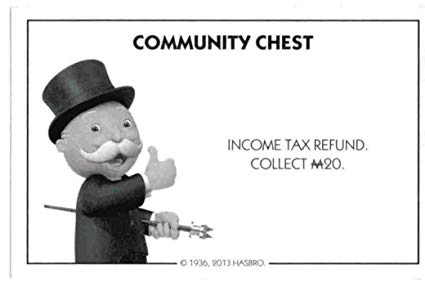 COMMUNITY CHEST
INCOME TAX REFUND.
COLLECT ₩20.
© 1936, 2013 HASBRO.